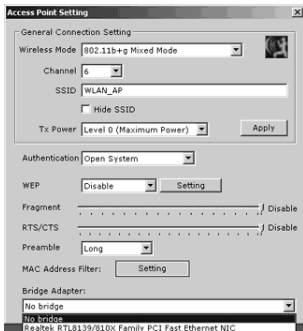 Access Point Setting
General Connection Setting
Wireless Mode 802.11b+g Mixed Mode
Channel 6
SSID WLAN_AP
Hide SSID
Tx Power Level 0 (Maximum Power) Apply
Authentication Open System
WEP Disable Setting
Fragment Disable
RTS/CTS Disable
Preamble Long
MAC Address Filter: Setting
Bridge Adapter:
No bridge
No bridge
Realtek RTL8139/810X Family PCI Fast Ethernet NIC